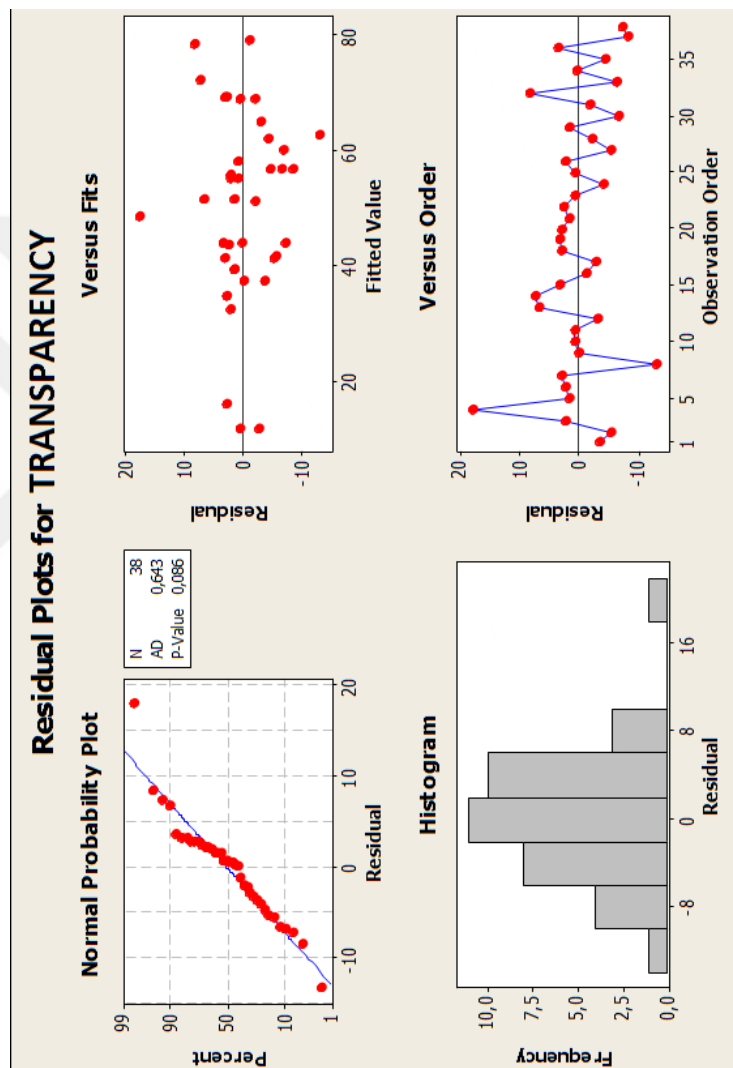 Residual Plots for TRANSPARENCY
Normal Probability Plot
99
90
50
10
1
Percent
-10
0
10
20
Residual
N 38
AD 0,643
P-Value 0,086
Versus Fits
20
10
0
-10
Residual
20
40
60
80
Fitted Value
Histogram
10,0
7,5
5,0
2,5
0,0
Frequency
-8
0
8
16
Residual
Versus Order
20
10
0
-10
Residual
1
5
10
15
20
25
30
35
Observation Order